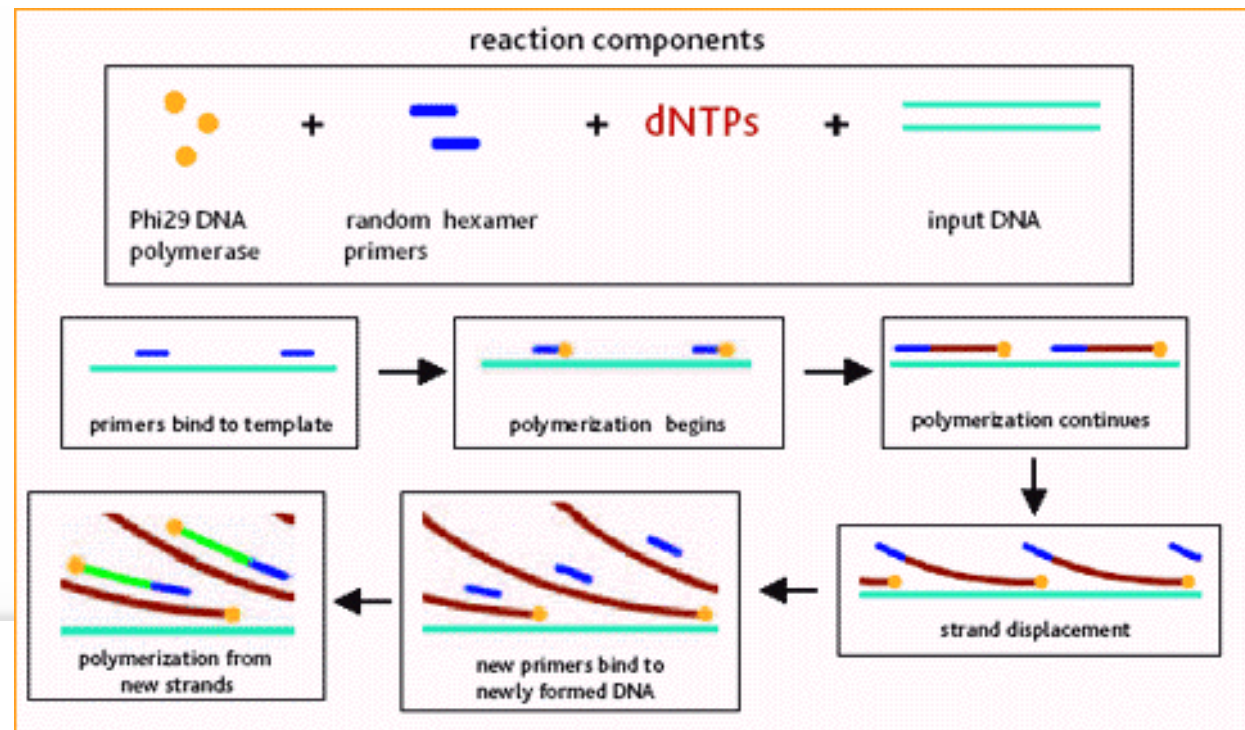 reaction components
+ + dNTPs +
Phi29 DNA
polymerase
random hexamer
primers
input DNA
primers bind to template
polymerization begins
polymerization continues
strand displacement
new primers bind to
newly formed DNA
polymerization from
new strands